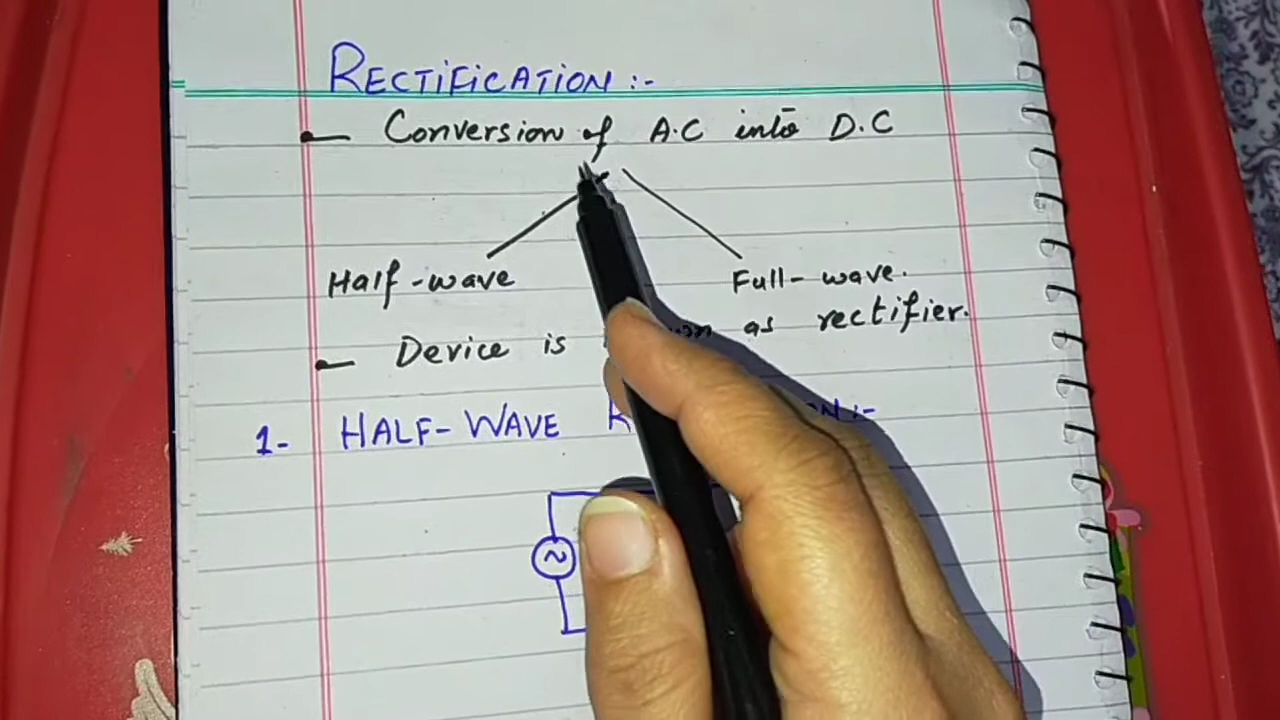 RECTIFICATION :-
Conversion of A.C into D.C
Half-wave Full-wave.
Device is as rectifier.
1- HALF-WAVE
~